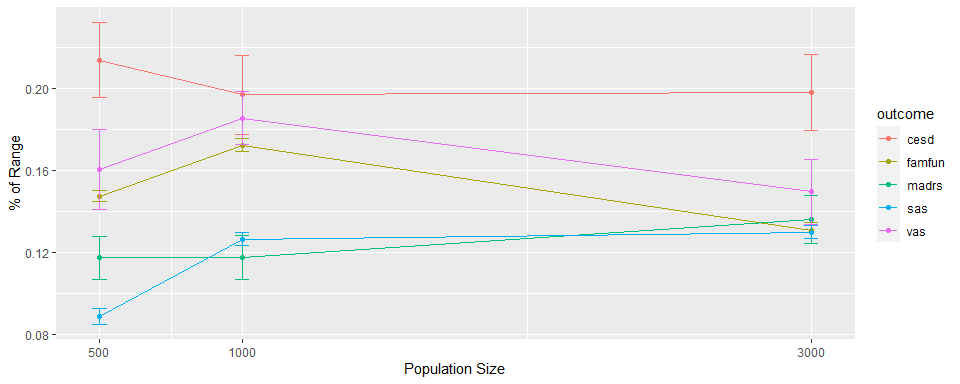 % of Range
0.20
0.16
0.12
0.08
500
1000
3000
Population Size
outcome
cesd
famfun
madrs
sas
vas